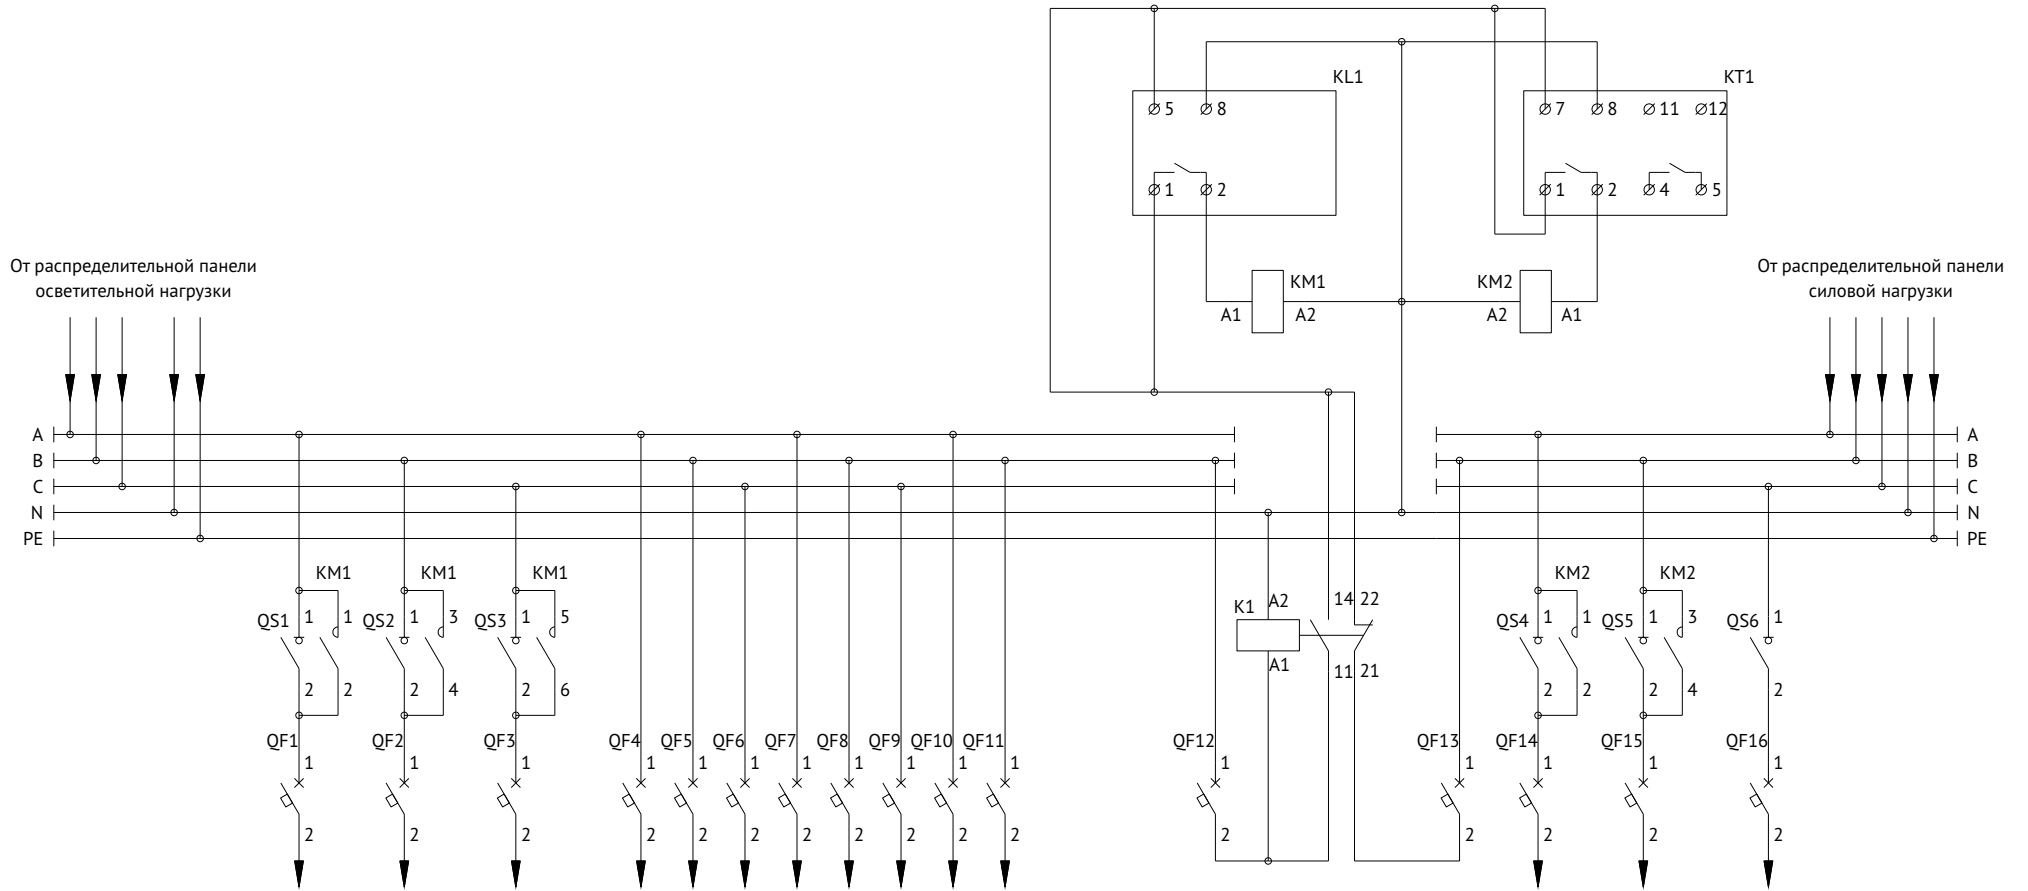 KL1
KT1
5 8
7 8 11 12
1 2
1 2 4 5
От распределительной панели
осветительной нагрузки
От распределительной панели
силовой нагрузки
KM1
A1 A2
KM2
A2 A1
A A
B B
C C
N N
PE PE
KM1 KM1 KM1 KM2 KM2
14 22
K1 A2
QS1 1 1 QS2 1 3 QS3 1 5 QS4 1 1 QS5 1 3 QS6 1
A1 11 21
2 2 2 4 2 6 2 2 2 4 2
QF1 QF2 QF3 QF4 QF5 QF6 QF7 QF8 QF9 QF10 QF11 QF12 QF13 QF14 QF15 QF16
1 1 1 1 1 1 1 1 1 1 1 1 1 1 1 1
2 2 2 2 2 2 2 2 2 2 2 2 2 2 2 2